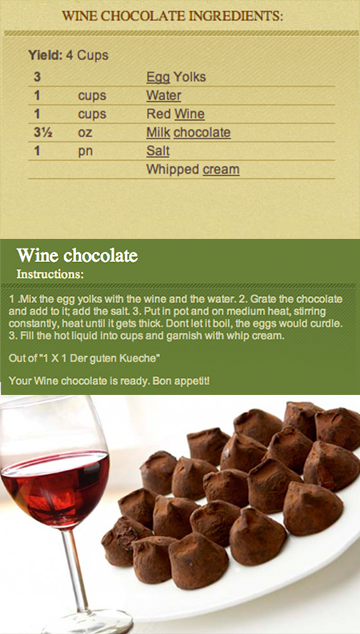 WINE CHOCOLATE INGREDIENTS:
Yield: 4 Cups
3 Egg Yolks
1 cups Water
1 cups Red Wine
3½ oz Milk chocolate
1 pn Salt
Whipped cream
Wine chocolate
Instructions:
1 .Mix the egg yolks with the wine and the water. 2. Grate the chocolate
and add to it; add the salt. 3. Put in pot and on medium heat, stirring
constantly, heat until it gets thick. Dont let it boil, the eggs would curdle.
3. Fill the hot liquid into cups and garnish with whip cream.
Out of "1 X 1 Der guten Kueche"
Your Wine chocolate is ready. Bon appetit!